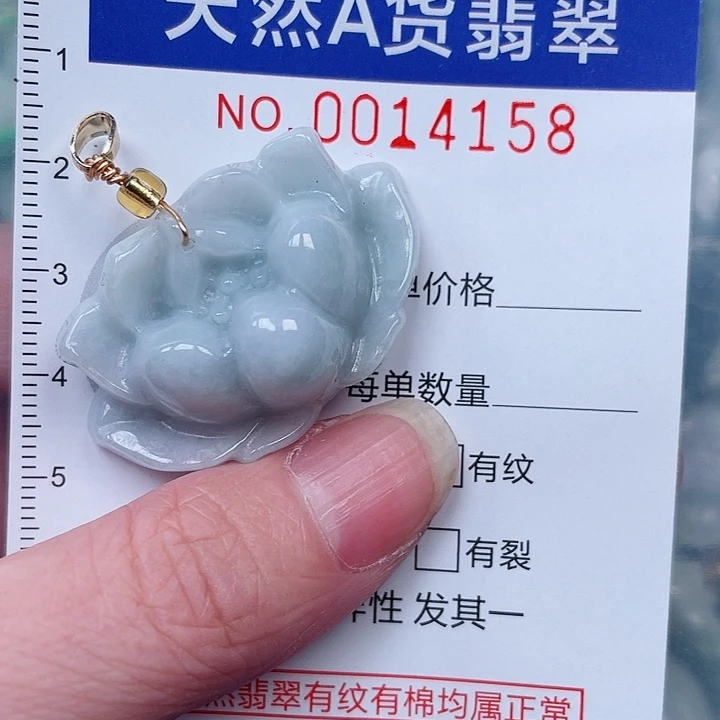 天然A货翡翠
NO. 0014158
1
2
单价格
3
每单数量
4
有纹
5
有裂
性 发其一
然翡翠有纹有棉均属正常